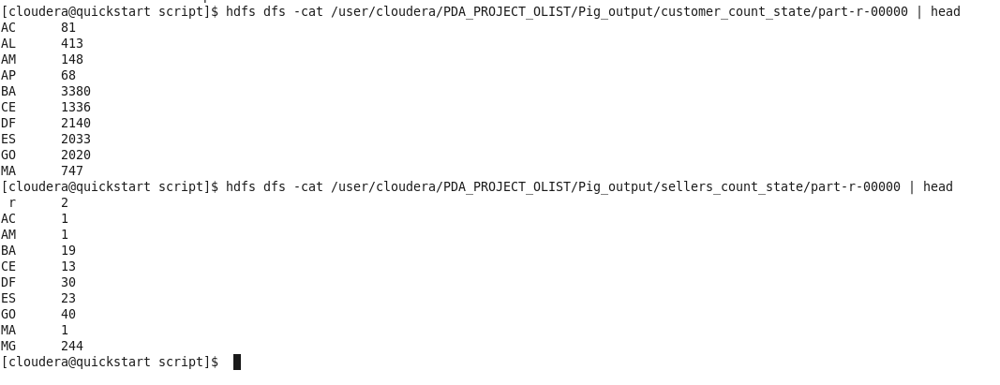 [cloudera@quickstart script]$ hdfs dfs -cat /user/cloudera/PDA_PROJECT_OLIST/Pig_output/customer_count_state/part-r-00000 | head
AC      81
AL      413
AM      148
AP      68
BA      3380
CE      1336
DF      2140
ES      2033
GO      2020
MA      747
[cloudera@quickstart script]$ hdfs dfs -cat /user/cloudera/PDA_PROJECT_OLIST/Pig_output/sellers_count_state/part-r-00000 | head
 r      2
AC      1
AM      1
BA      19
CE      13
DF      30
ES      23
GO      40
MA      1
MG      244
[cloudera@quickstart script]$